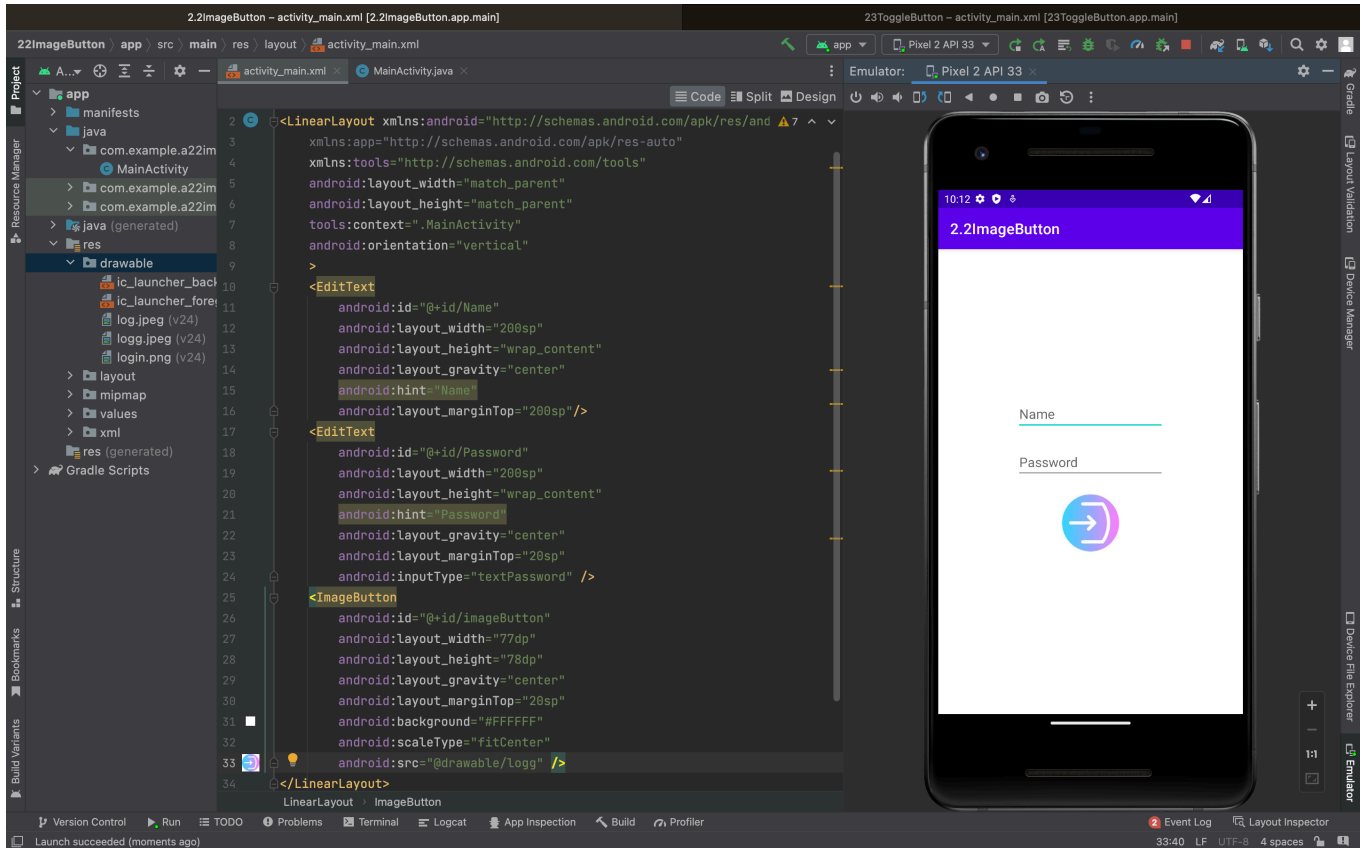 2.2ImageButton – activity_main.xml [2.2ImageButton.app.main]
23ToggleButton – activity_main.xml [23ToggleButton.app.main]
22ImageButton app src main res layout activity_main.xml
app
Pixel 2 API 33
Project
A...
activity_main.xml
MainActivity.java
Emulator:
Pixel 2 API 33
Code
Split
Design
app
manifests
java
com.example.a22im
MainActivity
com.example.a22im
com.example.a22im
java (generated)
res
drawable
ic_launcher_back
ic_launcher_foreg
log.jpeg (v24)
logg.jpeg (v24)
login.png (v24)
layout
mipmap
values
xml
res (generated)
Gradle Scripts
Resource Manager
Structure
Bookmarks
Build Variants
7
2 <LinearLayout xmlns:android="http://schemas.android.com/apk/res/and
3 xmlns:app="http://schemas.android.com/apk/res-auto"
4 xmlns:tools="http://schemas.android.com/tools"
5 android:layout_width="match_parent"
6 android:layout_height="match_parent"
7 tools:context=".MainActivity"
8 android:orientation="vertical"
9 >
10 <EditText
11 android:id="@+id/Name"
12 android:layout_width="200sp"
13 android:layout_height="wrap_content"
14 android:layout_gravity="center"
15 android:hint="Name"
16 android:layout_marginTop="200sp"/>
17 <EditText
18 android:id="@+id/Password"
19 android:layout_width="200sp"
20 android:layout_height="wrap_content"
21 android:hint="Password"
22 android:layout_gravity="center"
23 android:layout_marginTop="20sp"
24 android:inputType="textPassword" />
25 <ImageButton
26 android:id="@+id/imageButton"
27 android:layout_width="77dp"
28 android:layout_height="78dp"
29 android:layout_gravity="center"
30 android:layout_marginTop="20sp"
31 android:background="#FFFFFF"
32 android:scaleType="fitCenter"
33 android:src="@drawable/logg" />
34 </LinearLayout>
LinearLayout ImageButton
10:12
2.2ImageButton
Name
Password
1:1
Gradle
Layout Validation
Device Manager
Device File Explorer
Emulator
Version Control
Run
TODO
Problems
Terminal
Logcat
App Inspection
Build
Profiler
2 Event Log
Layout Inspector
Launch succeeded (moments ago)
33:40 LF UTF-8 4 spaces